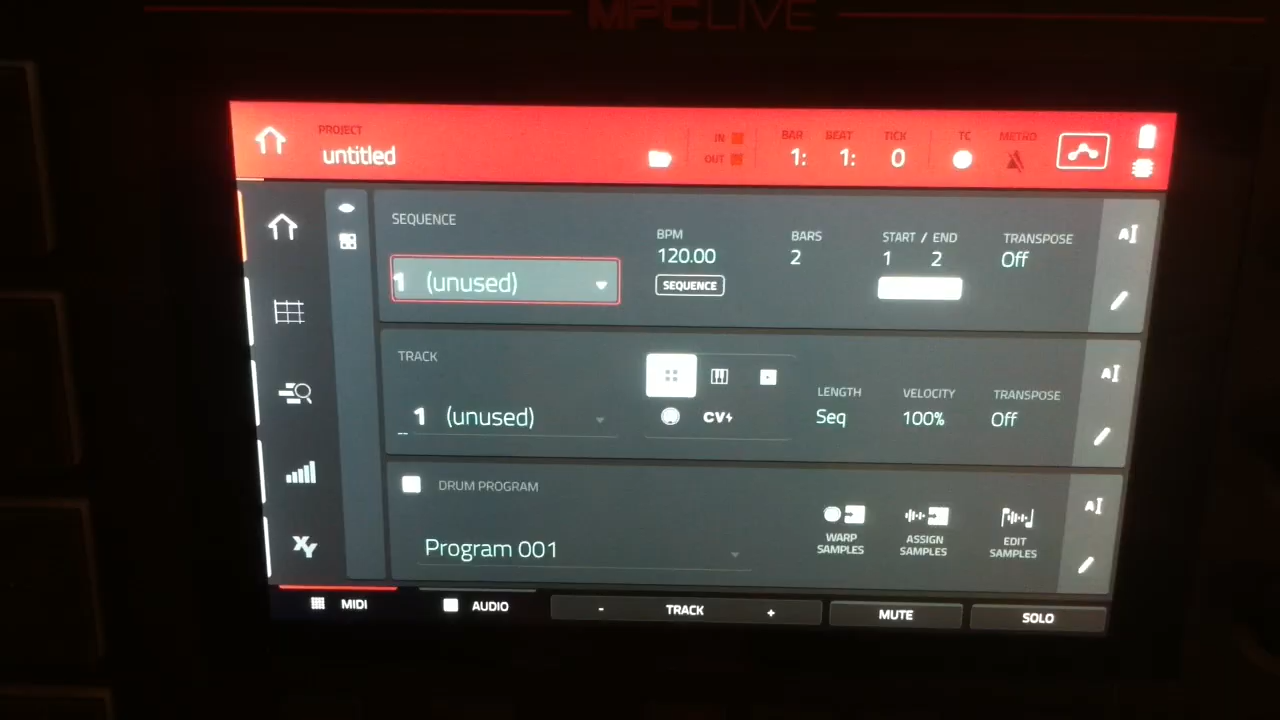 MPC LIVE
PROJECT
untitled
IN
OUT
BAR BEAT TICK
1: 1: 0
TC
METRO
SEQUENCE
1 (unused)
BPM
120.00
SEQUENCE
BARS
2
START / END
1 2
TRANSPOSE
Off
TRACK
1 (unused)
CV
LENGTH
Seq
VELOCITY
100%
TRANSPOSE
Off
DRUM PROGRAM
Program 001
WARP
SAMPLES
ASSIGN
SAMPLES
EDIT
SAMPLES
XY
MIDI
AUDIO
- TRACK +
MUTE
SOLO